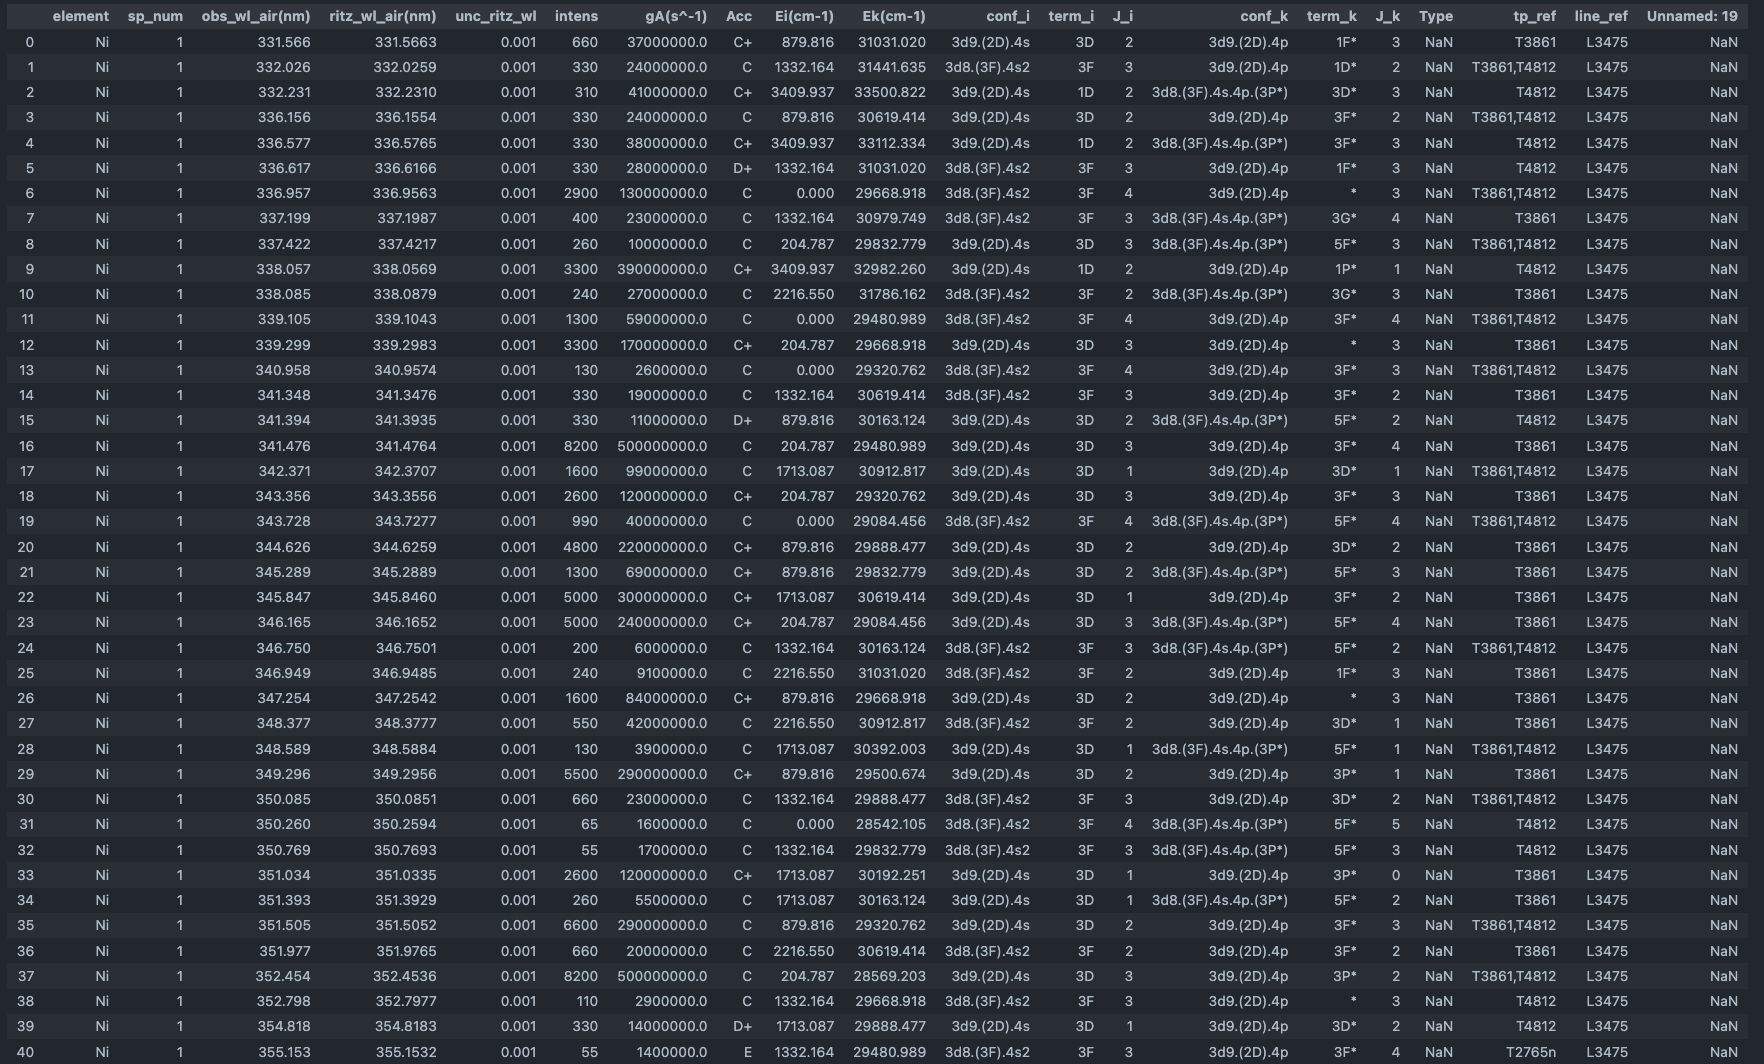 element sp_num obs_wl_air(nm) ritz_wl_air(nm) unc_ritz_wl intens gA(s^-1) Acc Ei(cm-1) Ek(cm-1) conf_i term_i J_i conf_k term_k J_k Type tp_ref line_ref Unnamed: 19
0 Ni 1 331.566 331.5663 0.001 660 37000000.0 C+ 879.816 31031.020 3d9.(2D).4s 3D 2 3d9.(2D).4p 1F* 3 NaN T3861 L3475 NaN
1 Ni 1 332.026 332.0259 0.001 330 24000000.0 C 1332.164 31441.635 3d8.(3F).4s2 3F 3 3d9.(2D).4p 1D* 2 NaN T3861,T4812 L3475 NaN
2 Ni 1 332.231 332.2310 0.001 310 41000000.0 C+ 3409.937 33500.822 3d9.(2D).4s 1D 2 3d8.(3F).4s.4p.(3P*) 3D* 3 NaN T4812 L3475 NaN
3 Ni 1 336.156 336.1554 0.001 330 24000000.0 C 879.816 30619.414 3d9.(2D).4s 3D 2 3d9.(2D).4p 3F* 2 NaN T3861,T4812 L3475 NaN
4 Ni 1 336.577 336.5765 0.001 330 38000000.0 C+ 3409.937 33112.334 3d9.(2D).4s 1D 2 3d8.(3F).4s.4p.(3P*) 3F* 3 NaN T4812 L3475 NaN
5 Ni 1 336.617 336.6166 0.001 330 28000000.0 D+ 1332.164 31031.020 3d8.(3F).4s2 3F 3 3d9.(2D).4p 1F* 3 NaN T4812 L3475 NaN
6 Ni 1 336.957 336.9563 0.001 2900 130000000.0 C 0.000 29668.918 3d8.(3F).4s2 3F 4 3d9.(2D).4p * 3 NaN T3861,T4812 L3475 NaN
7 Ni 1 337.199 337.1987 0.001 400 23000000.0 C 1332.164 30979.749 3d8.(3F).4s2 3F 3 3d8.(3F).4s.4p.(3P*) 3G* 4 NaN T3861 L3475 NaN
8 Ni 1 337.422 337.4217 0.001 260 10000000.0 C 204.787 29832.779 3d9.(2D).4s 3D 3 3d8.(3F).4s.4p.(3P*) 5F* 3 NaN T3861,T4812 L3475 NaN
9 Ni 1 338.057 338.0569 0.001 3300 390000000.0 C+ 3409.937 32982.260 3d9.(2D).4s 1D 2 3d9.(2D).4p 1P* 1 NaN T4812 L3475 NaN
10 Ni 1 338.085 338.0879 0.001 240 27000000.0 C 2216.550 31786.162 3d8.(3F).4s2 3F 2 3d8.(3F).4s.4p.(3P*) 3G* 3 NaN T3861 L3475 NaN
11 Ni 1 339.105 339.1043 0.001 1300 59000000.0 C 0.000 29480.989 3d8.(3F).4s2 3F 4 3d9.(2D).4p 3F* 4 NaN T3861,T4812 L3475 NaN
12 Ni 1 339.299 339.2983 0.001 3300 170000000.0 C+ 204.787 29668.918 3d9.(2D).4s 3D 3 3d9.(2D).4p * 3 NaN T3861 L3475 NaN
13 Ni 1 340.958 340.9574 0.001 130 2600000.0 C 0.000 29320.762 3d8.(3F).4s2 3F 4 3d9.(2D).4p 3F* 3 NaN T3861,T4812 L3475 NaN
14 Ni 1 341.348 341.3476 0.001 330 19000000.0 C 1332.164 30619.414 3d8.(3F).4s2 3F 3 3d9.(2D).4p 3F* 2 NaN T3861 L3475 NaN
15 Ni 1 341.394 341.3935 0.001 330 11000000.0 D+ 879.816 30163.124 3d9.(2D).4s 3D 2 3d8.(3F).4s.4p.(3P*) 5F* 2 NaN T4812 L3475 NaN
16 Ni 1 341.476 341.4764 0.001 8200 500000000.0 C 204.787 29480.989 3d9.(2D).4s 3D 3 3d9.(2D).4p 3F* 4 NaN T3861 L3475 NaN
17 Ni 1 342.371 342.3707 0.001 1600 99000000.0 C 1713.087 30912.817 3d9.(2D).4s 3D 1 3d9.(2D).4p 3D* 1 NaN T3861,T4812 L3475 NaN
18 Ni 1 343.356 343.3556 0.001 2600 120000000.0 C+ 204.787 29320.762 3d9.(2D).4s 3D 3 3d9.(2D).4p 3F* 3 NaN T3861 L3475 NaN
19 Ni 1 343.728 343.7277 0.001 990 40000000.0 C 0.000 29084.456 3d8.(3F).4s2 3F 4 3d8.(3F).4s.4p.(3P*) 5F* 4 NaN T3861,T4812 L3475 NaN
20 Ni 1 344.626 344.6259 0.001 4800 220000000.0 C+ 879.816 29888.477 3d9.(2D).4s 3D 2 3d9.(2D).4p 3D* 2 NaN T3861 L3475 NaN
21 Ni 1 345.289 345.2889 0.001 1300 69000000.0 C+ 879.816 29832.779 3d9.(2D).4s 3D 2 3d8.(3F).4s.4p.(3P*) 5F* 3 NaN T3861 L3475 NaN
22 Ni 1 345.847 345.8460 0.001 5000 300000000.0 C+ 1713.087 30619.414 3d9.(2D).4s 3D 1 3d9.(2D).4p 3F* 2 NaN T3861 L3475 NaN
23 Ni 1 346.165 346.1652 0.001 5000 240000000.0 C+ 204.787 29084.456 3d9.(2D).4s 3D 3 3d8.(3F).4s.4p.(3P*) 5F* 4 NaN T3861 L3475 NaN
24 Ni 1 346.750 346.7501 0.001 200 6000000.0 C 1332.164 30163.124 3d8.(3F).4s2 3F 3 3d8.(3F).4s.4p.(3P*) 5F* 2 NaN T3861,T4812 L3475 NaN
25 Ni 1 346.949 346.9485 0.001 240 9100000.0 C 2216.550 31031.020 3d8.(3F).4s2 3F 2 3d9.(2D).4p 1F* 3 NaN T3861 L3475 NaN
26 Ni 1 347.254 347.2542 0.001 1600 84000000.0 C+ 879.816 29668.918 3d9.(2D).4s 3D 2 3d9.(2D).4p * 3 NaN T3861 L3475 NaN
27 Ni 1 348.377 348.3777 0.001 550 42000000.0 C 2216.550 30912.817 3d8.(3F).4s2 3F 2 3d9.(2D).4p 3D* 1 NaN T3861 L3475 NaN
28 Ni 1 348.589 348.5884 0.001 130 3900000.0 C 1713.087 30392.003 3d9.(2D).4s 3D 1 3d8.(3F).4s.4p.(3P*) 5F* 1 NaN T3861,T4812 L3475 NaN
29 Ni 1 349.296 349.2956 0.001 5500 290000000.0 C+ 879.816 29500.674 3d9.(2D).4s 3D 2 3d9.(2D).4p 3P* 1 NaN T3861 L3475 NaN
30 Ni 1 350.085 350.0851 0.001 660 23000000.0 C 1332.164 29888.477 3d8.(3F).4s2 3F 3 3d9.(2D).4p 3D* 2 NaN T3861,T4812 L3475 NaN
31 Ni 1 350.260 350.2594 0.001 65 1600000.0 C 0.000 28542.105 3d8.(3F).4s2 3F 4 3d8.(3F).4s.4p.(3P*) 5F* 5 NaN T4812 L3475 NaN
32 Ni 1 350.769 350.7693 0.001 55 1700000.0 C 1332.164 29832.779 3d8.(3F).4s2 3F 3 3d8.(3F).4s.4p.(3P*) 5F* 3 NaN T4812 L3475 NaN
33 Ni 1 351.034 351.0335 0.001 2600 120000000.0 C+ 1713.087 30192.251 3d9.(2D).4s 3D 1 3d9.(2D).4p 3P* 0 NaN T3861 L3475 NaN
34 Ni 1 351.393 351.3929 0.001 260 5500000.0 C 1713.087 30163.124 3d9.(2D).4s 3D 1 3d8.(3F).4s.4p.(3P*) 5F* 2 NaN T3861,T4812 L3475 NaN
35 Ni 1 351.505 351.5052 0.001 6600 290000000.0 C 879.816 29320.762 3d9.(2D).4s 3D 2 3d9.(2D).4p 3F* 3 NaN T3861,T4812 L3475 NaN
36 Ni 1 351.977 351.9765 0.001 660 20000000.0 C 2216.550 30619.414 3d8.(3F).4s2 3F 2 3d9.(2D).4p 3F* 2 NaN T3861 L3475 NaN
37 Ni 1 352.454 352.4536 0.001 8200 500000000.0 C 204.787 28569.203 3d9.(2D).4s 3D 3 3d9.(2D).4p 3P* 2 NaN T3861,T4812 L3475 NaN
38 Ni 1 352.798 352.7977 0.001 110 2900000.0 C 1332.164 29668.918 3d8.(3F).4s2 3F 3 3d9.(2D).4p * 3 NaN T4812 L3475 NaN
39 Ni 1 354.818 354.8183 0.001 330 14000000.0 D+ 1713.087 29888.477 3d9.(2D).4s 3D 1 3d9.(2D).4p 3D* 2 NaN T4812 L3475 NaN
40 Ni 1 355.153 355.1532 0.001 55 1400000.0 E 1332.164 29480.989 3d8.(3F).4s2 3F 3 3d9.(2D).4p 3F* 4 NaN T2765n L3475 NaN